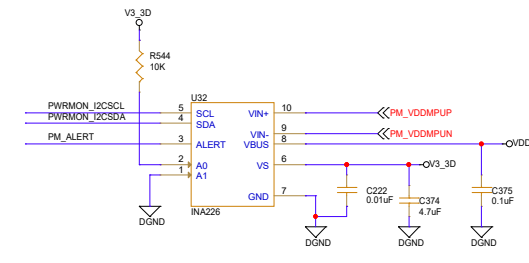 V3_3D
R544
10K
U32
PWRMON_I2CSCL 5 SCL VIN+ 10 PM_VDDMPUP
PWRMON_I2CSDA 4 SDA
PM_ALERT 3 ALERT VIN- 9 PM_VDDMPUN
VBUS 8 VDD
2 A0 VS 6 V3_3D
1 A1
GND 7
INA226
C222
0.01uF
C374
4.7uF
C375
0.1uF
DGND
DGND
DGND
DGND